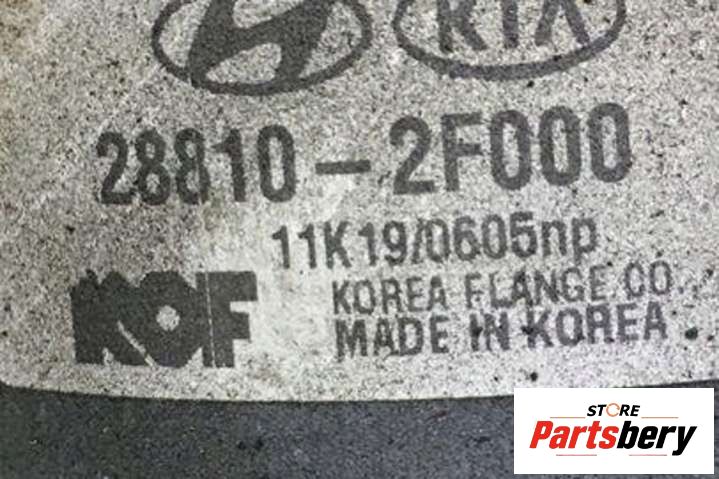 KIA
28810-2F000
11K19/0605np
KOF
KOREA FLANGE CO
MADE IN KOREA
STORE
Partsbery